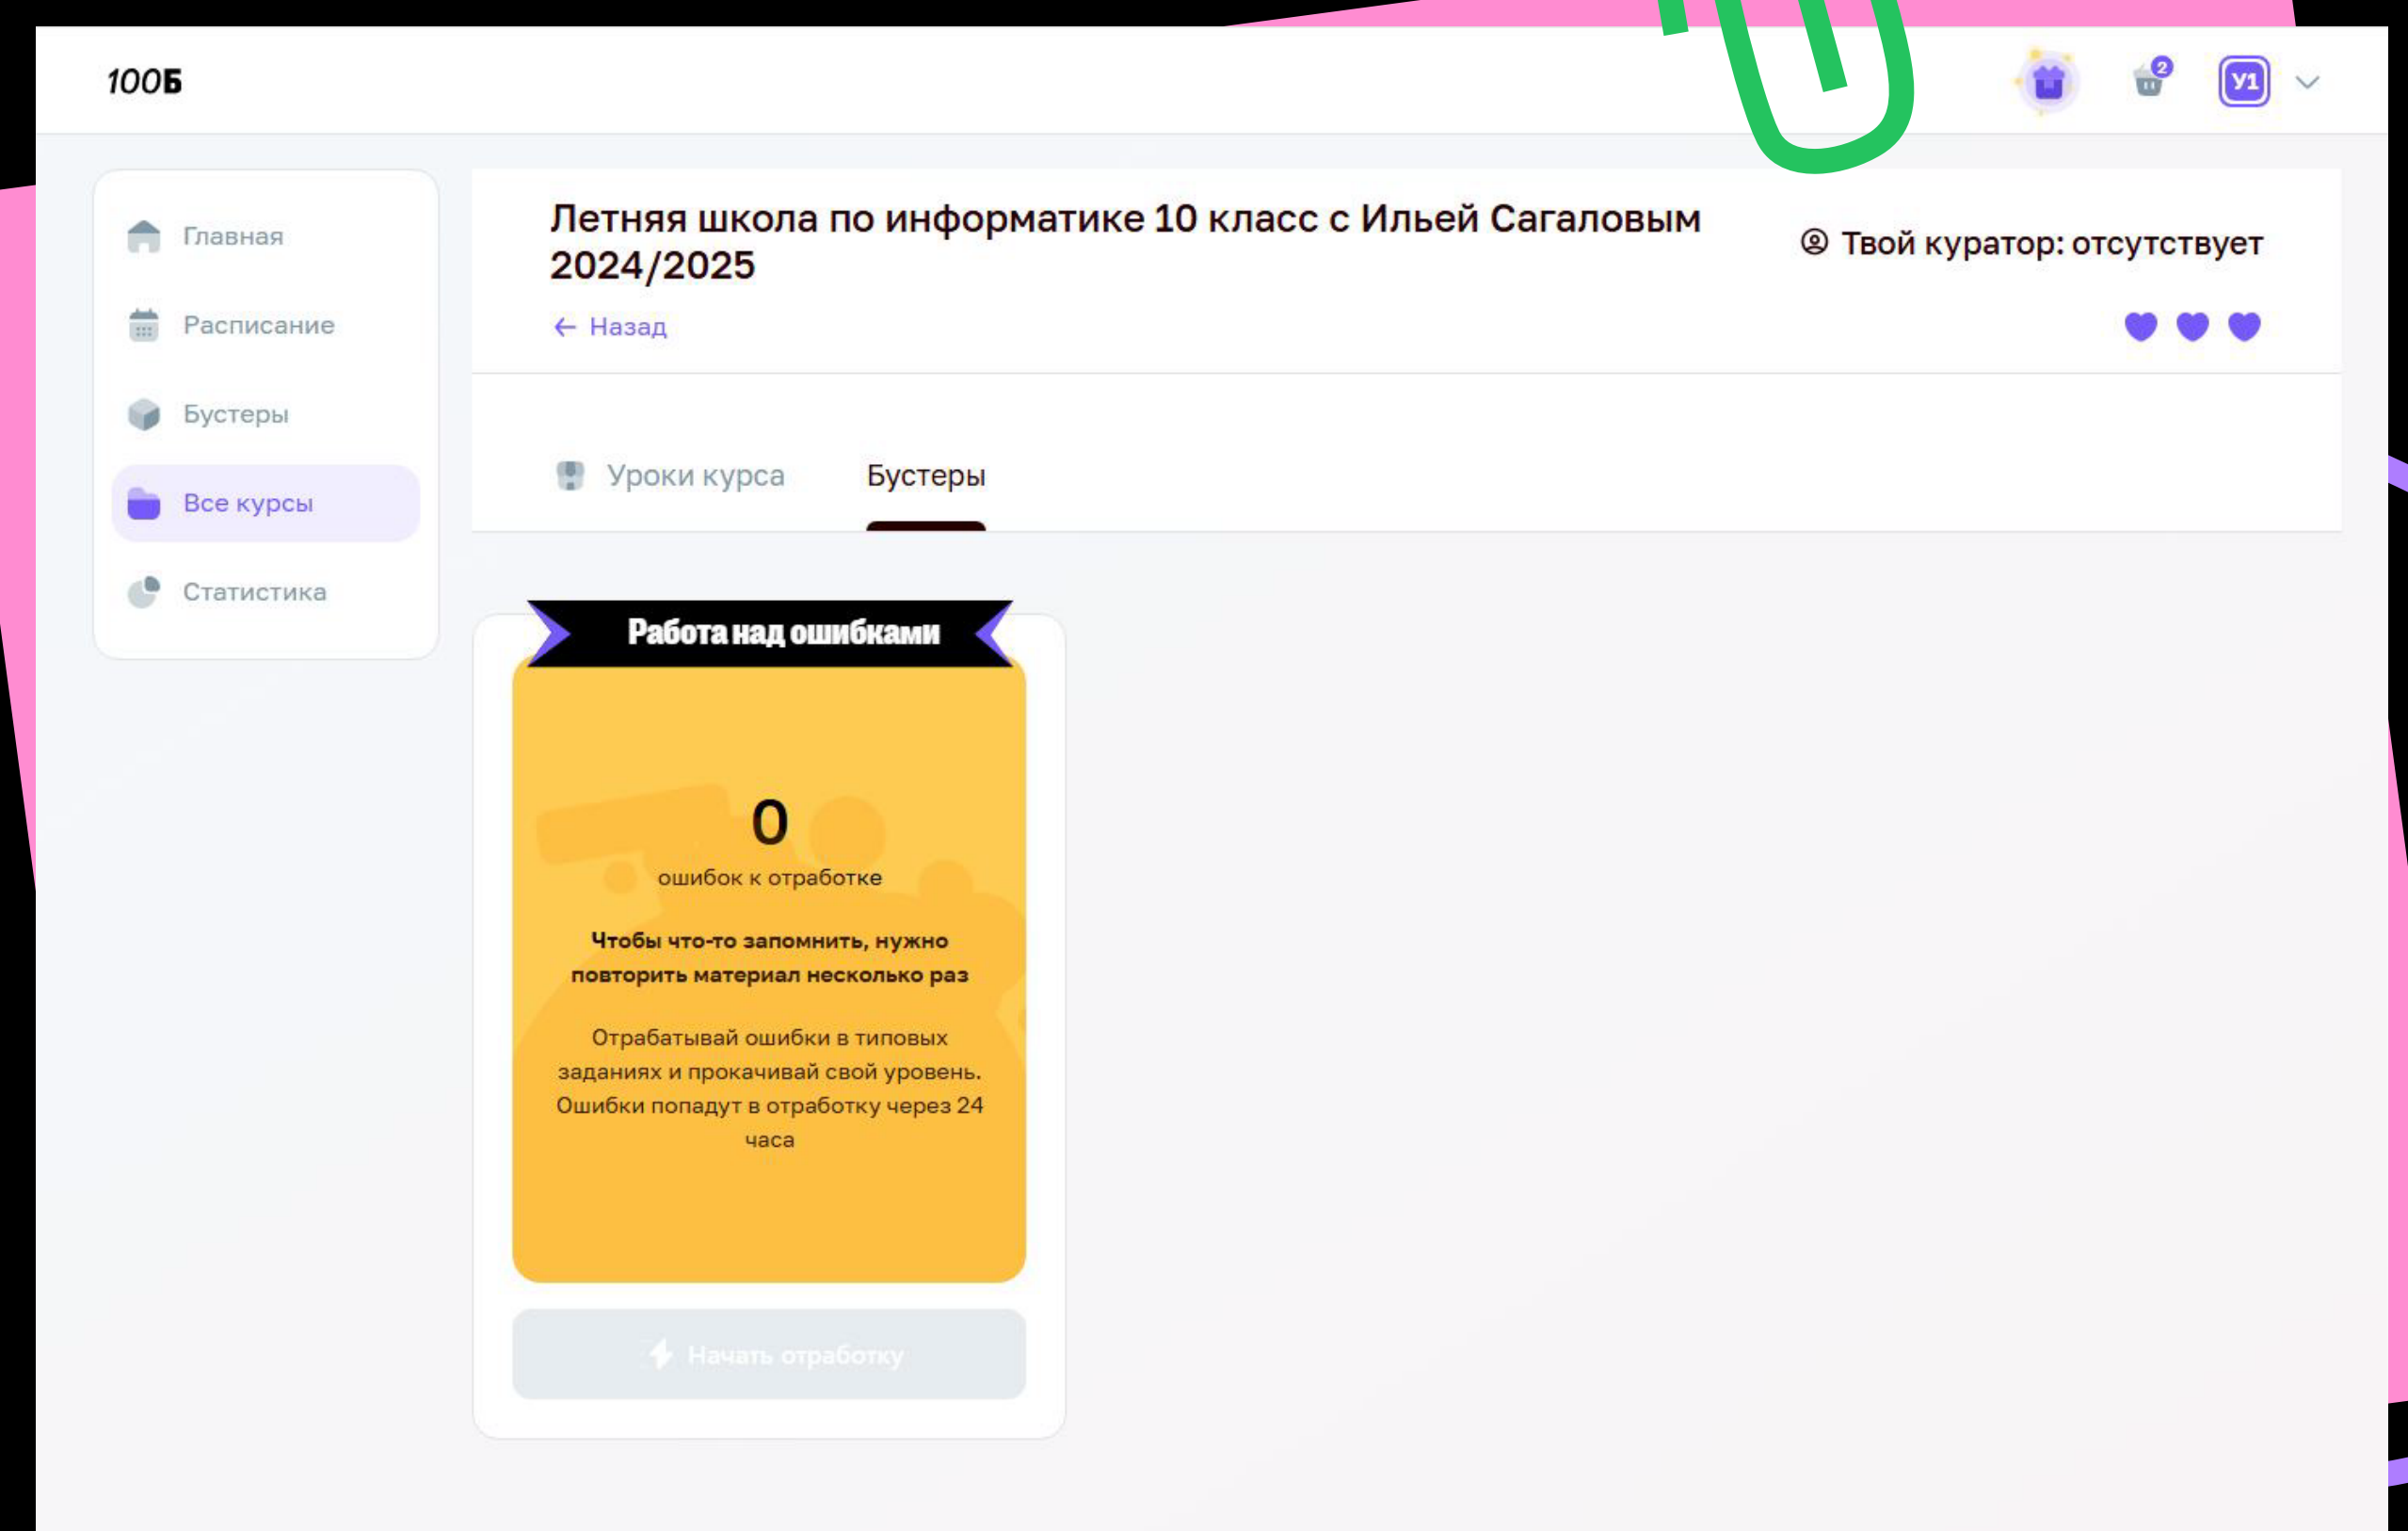 100Б
2
У1
Главная
Расписание
Бустеры
Все курсы
Статистика
Летняя школа по информатике 10 класс с Ильей Сагаловым
2024/2025
Твой куратор: отсутствует
← Назад
Уроки курса
Бустеры
Работа над ошибками
0
ошибок к отработке
Чтобы что-то запомнить, нужно
повторить материал несколько раз
Отрабатывай ошибки в типовых
заданиях и прокачивай свой уровень.
Ошибки попадут в отработку через 24
часа
Начать отработку